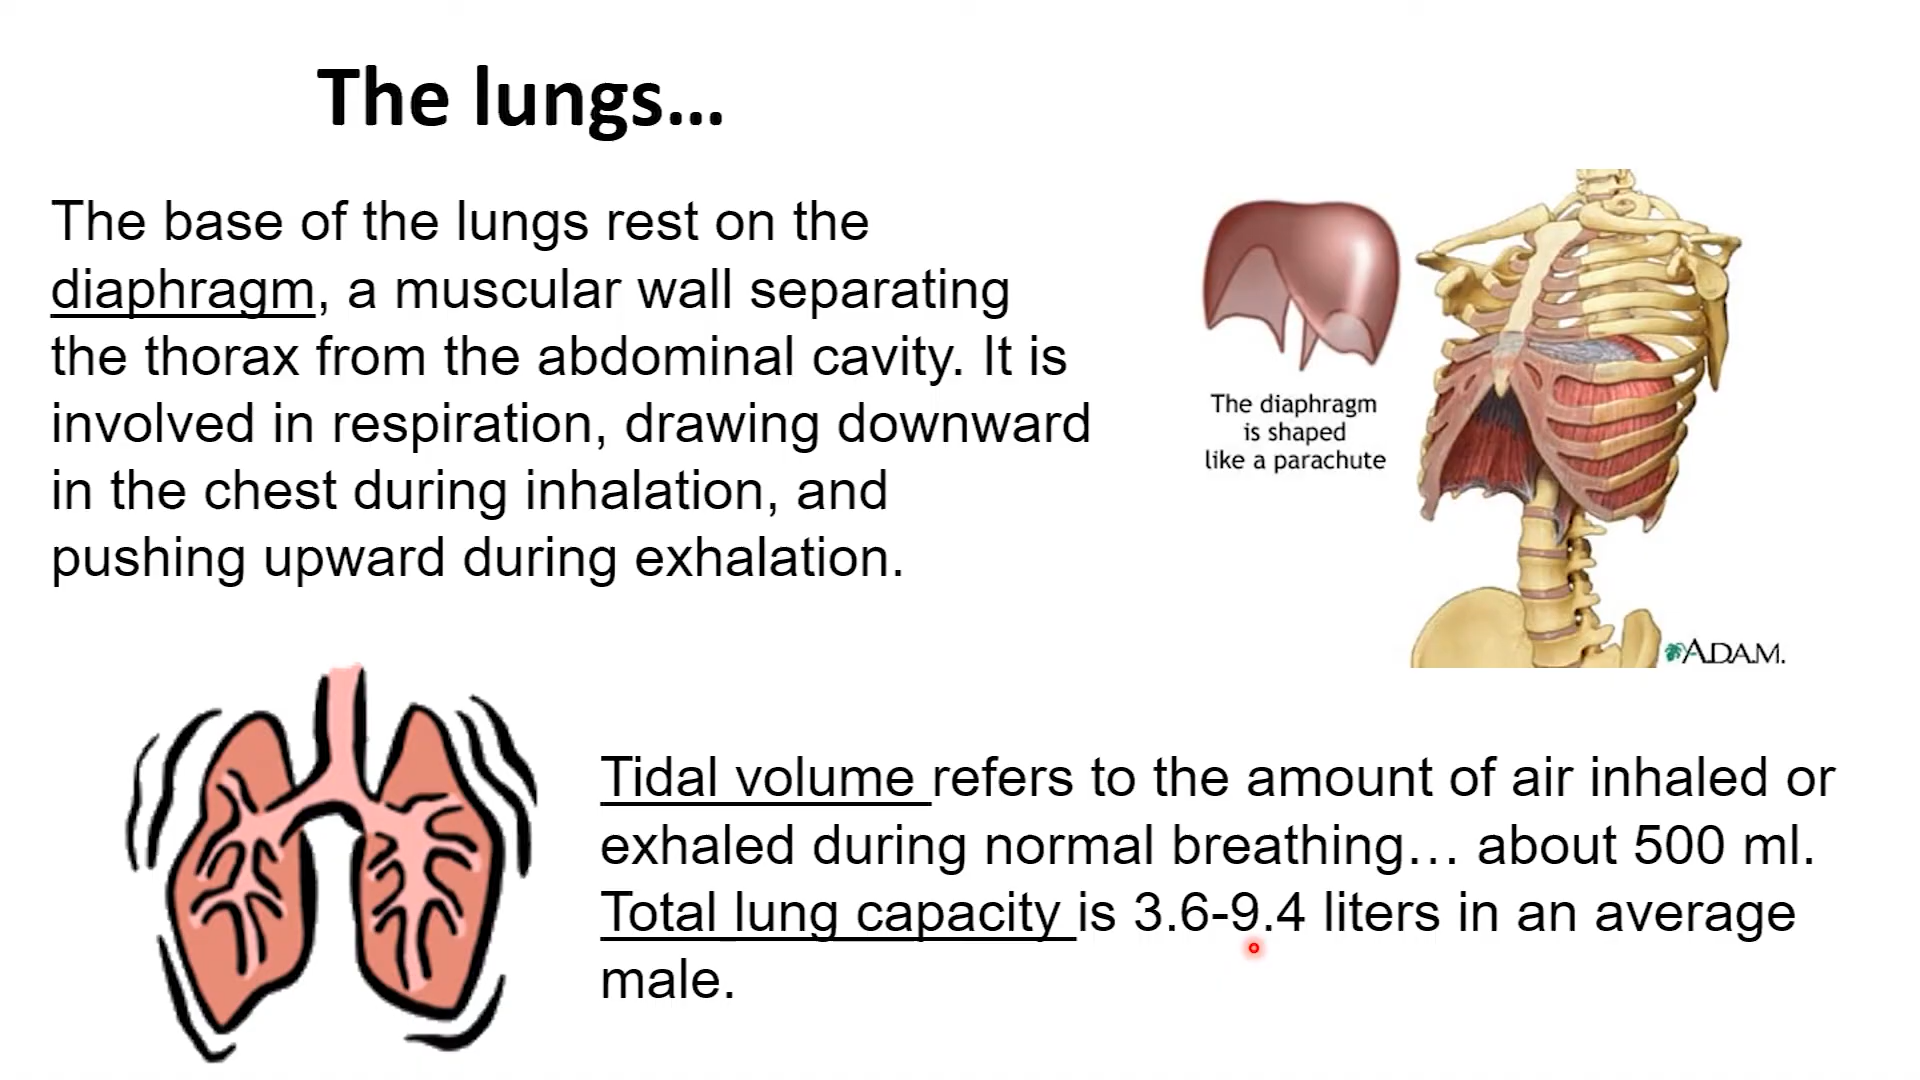 The lungs...
The base of the lungs rest on the
diaphragm, a muscular wall separating
the thorax from the abdominal cavity. It is
involved in respiration, drawing downward
in the chest during inhalation, and
pushing upward during exhalation.
The diaphragm
is shaped
like a parachute
A.D.A.M.
Tidal volume refers to the amount of air inhaled or
exhaled during normal breathing… about 500 ml.
Total lung capacity is 3.6-9.4 liters in an average
male.